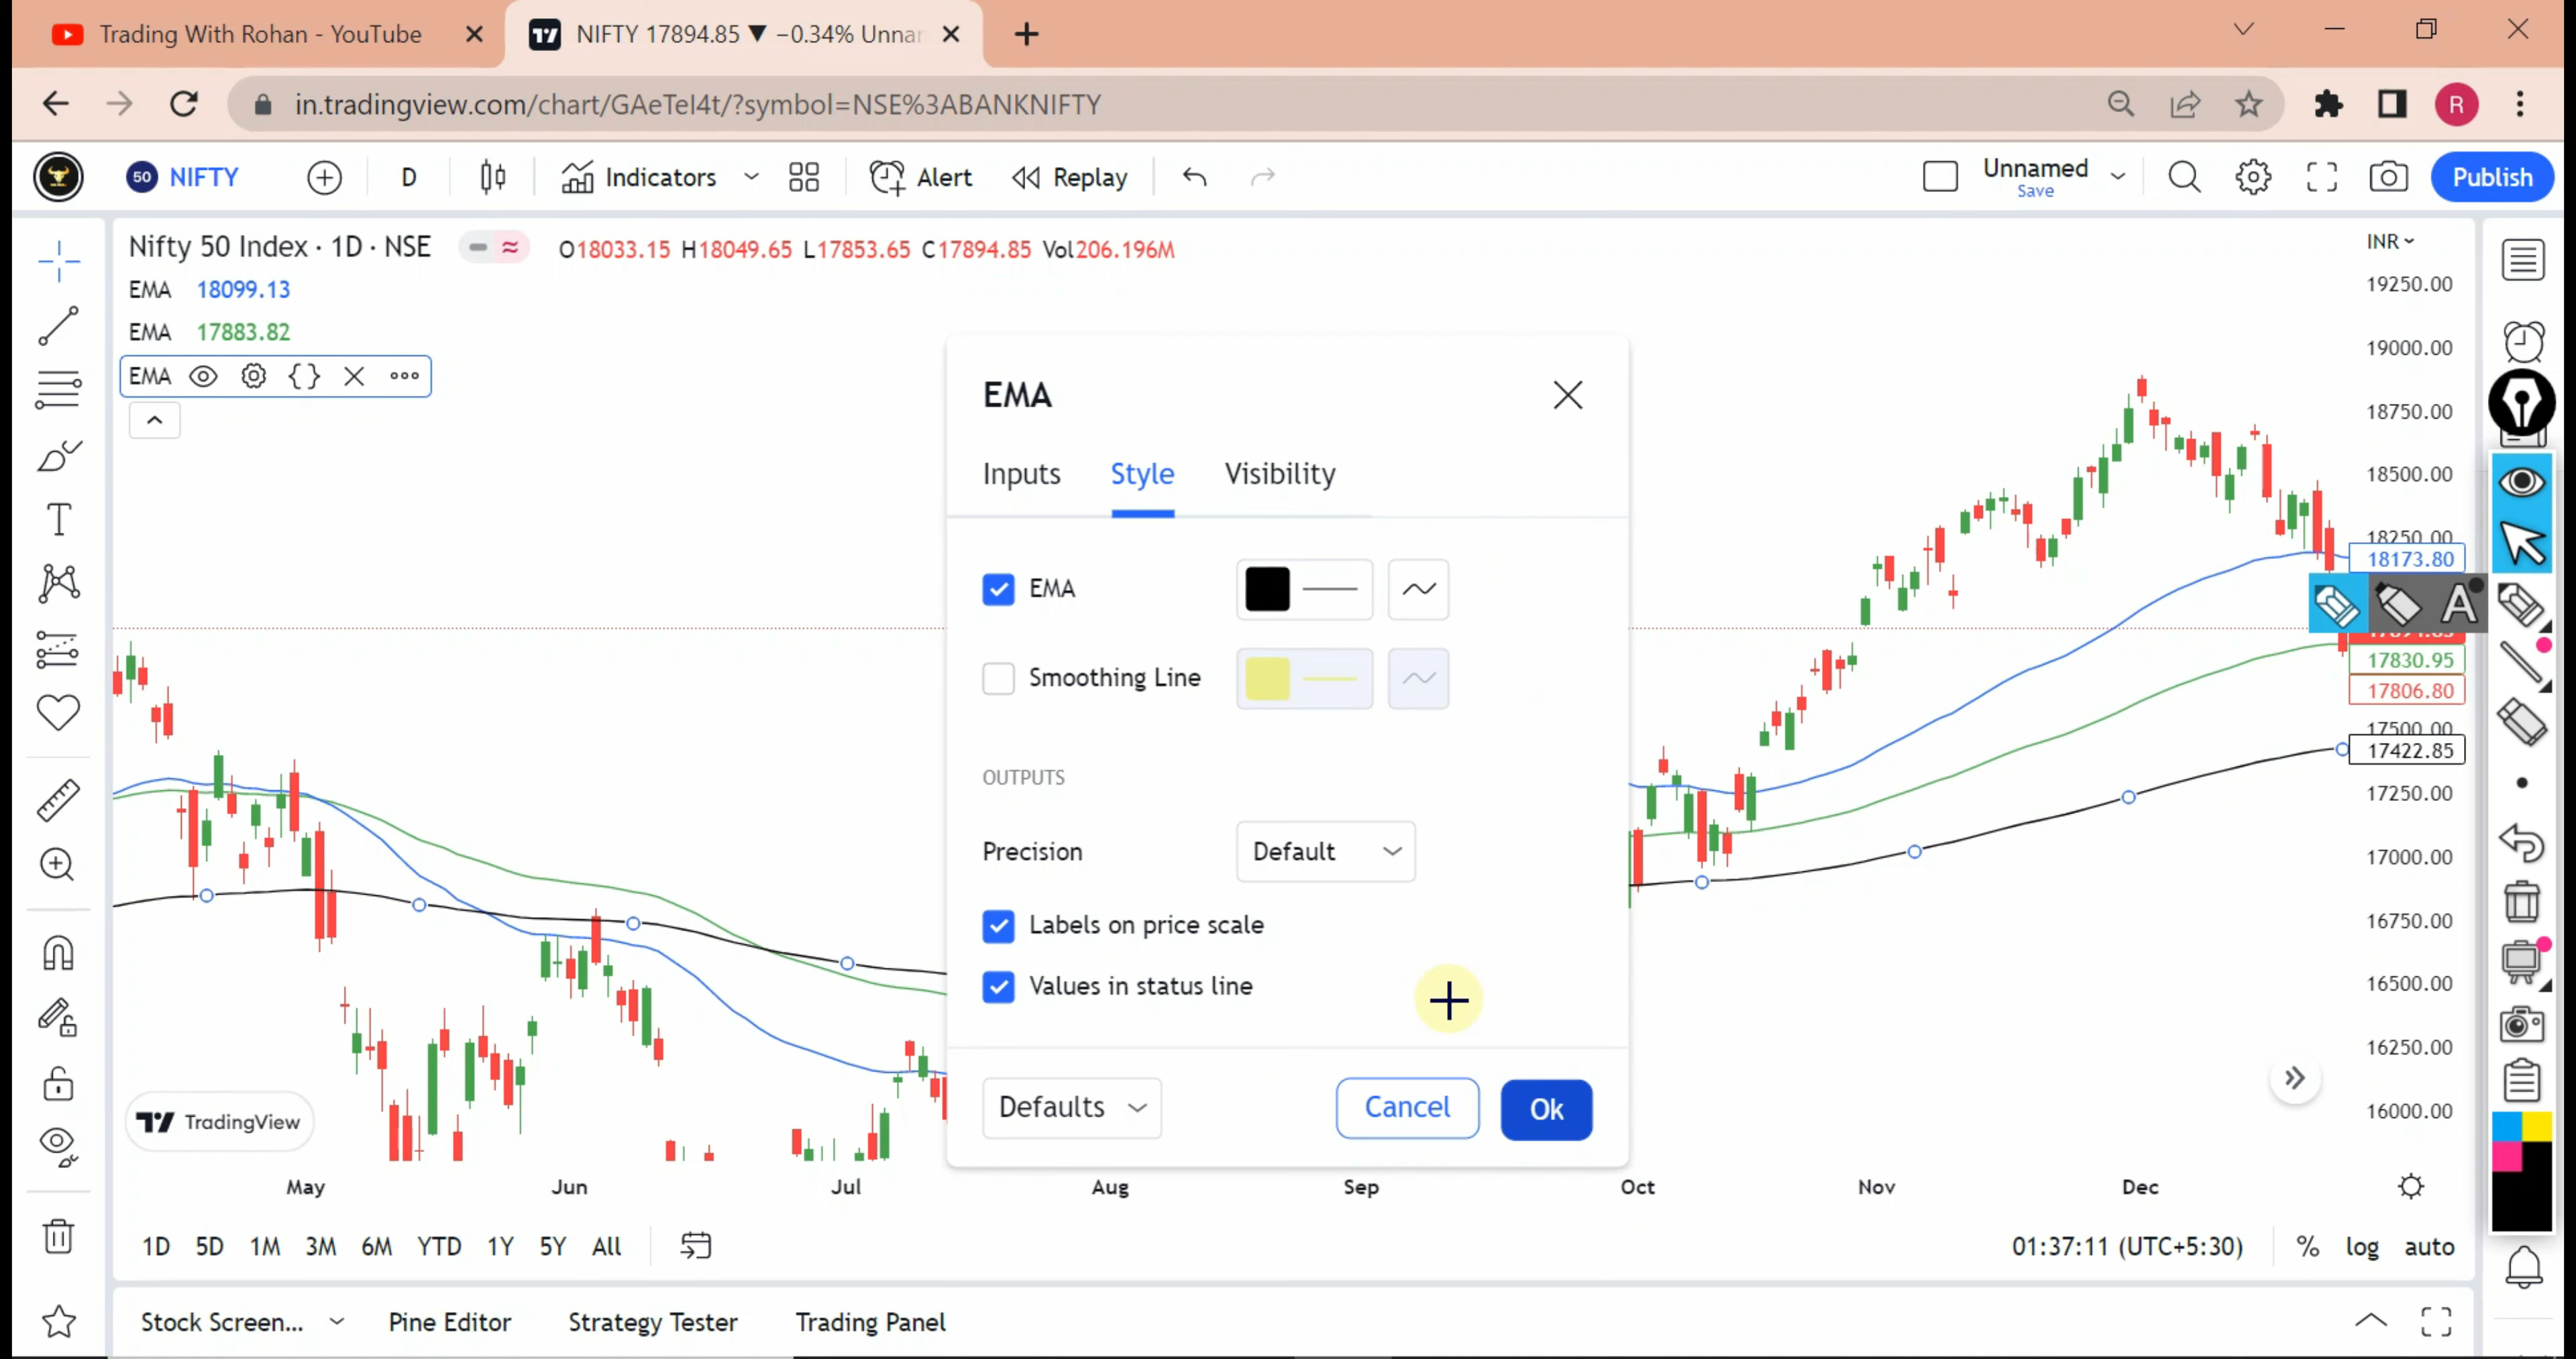 Trading With Rohan - YouTube
NIFTY 17894.85 ▼ −0.34% Unnar
in.tradingview.com/chart/GAeTeI4t/?symbol=NSE%3ABANKNIFTY
R
50 NIFTY
D
Indicators
Alert
Replay
Unnamed
Save
Publish
Nifty 50 Index · 1D · NSE
O18033.15 H18049.65 L17853.65 C17894.85 Vol206.196M
INR
EMA 18099.13
EMA 17883.82
EMA
EMA
Inputs
Style
Visibility
EMA
Smoothing Line
OUTPUTS
Precision
Default
Labels on price scale
Values in status line
Defaults
Cancel
Ok
19250.00
19000.00
18750.00
18500.00
18250.00
18173.80
A
17830.95
17806.80
17500.00
17422.85
17250.00
17000.00
16750.00
16500.00
16250.00
16000.00
TradingView
May
Jun
Jul
Aug
Sep
Oct
Nov
Dec
1D
5D
1M
3M
6M
YTD
1Y
5Y
All
01:37:11 (UTC+5:30)
%
log
auto
Stock Screen...
Pine Editor
Strategy Tester
Trading Panel